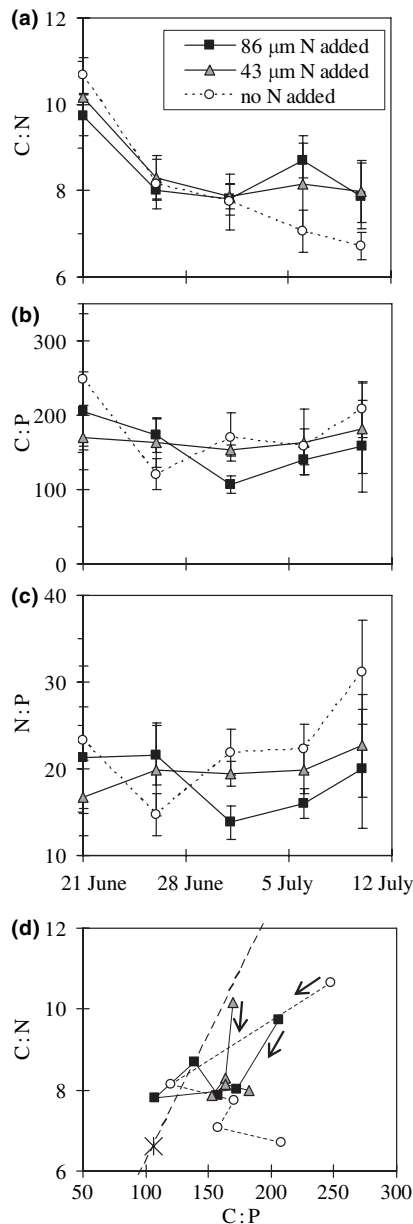 (a)
12
10
8
6
C:N
86 µm N added
43 µm N added
no N added
(b)
300
200
100
0
C:P
(c)
40
30
20
10
N:P
21 June 28 June 5 July 12 July
(d)
12
10
8
6
C:N
50 100 150 200 250 300
C:P